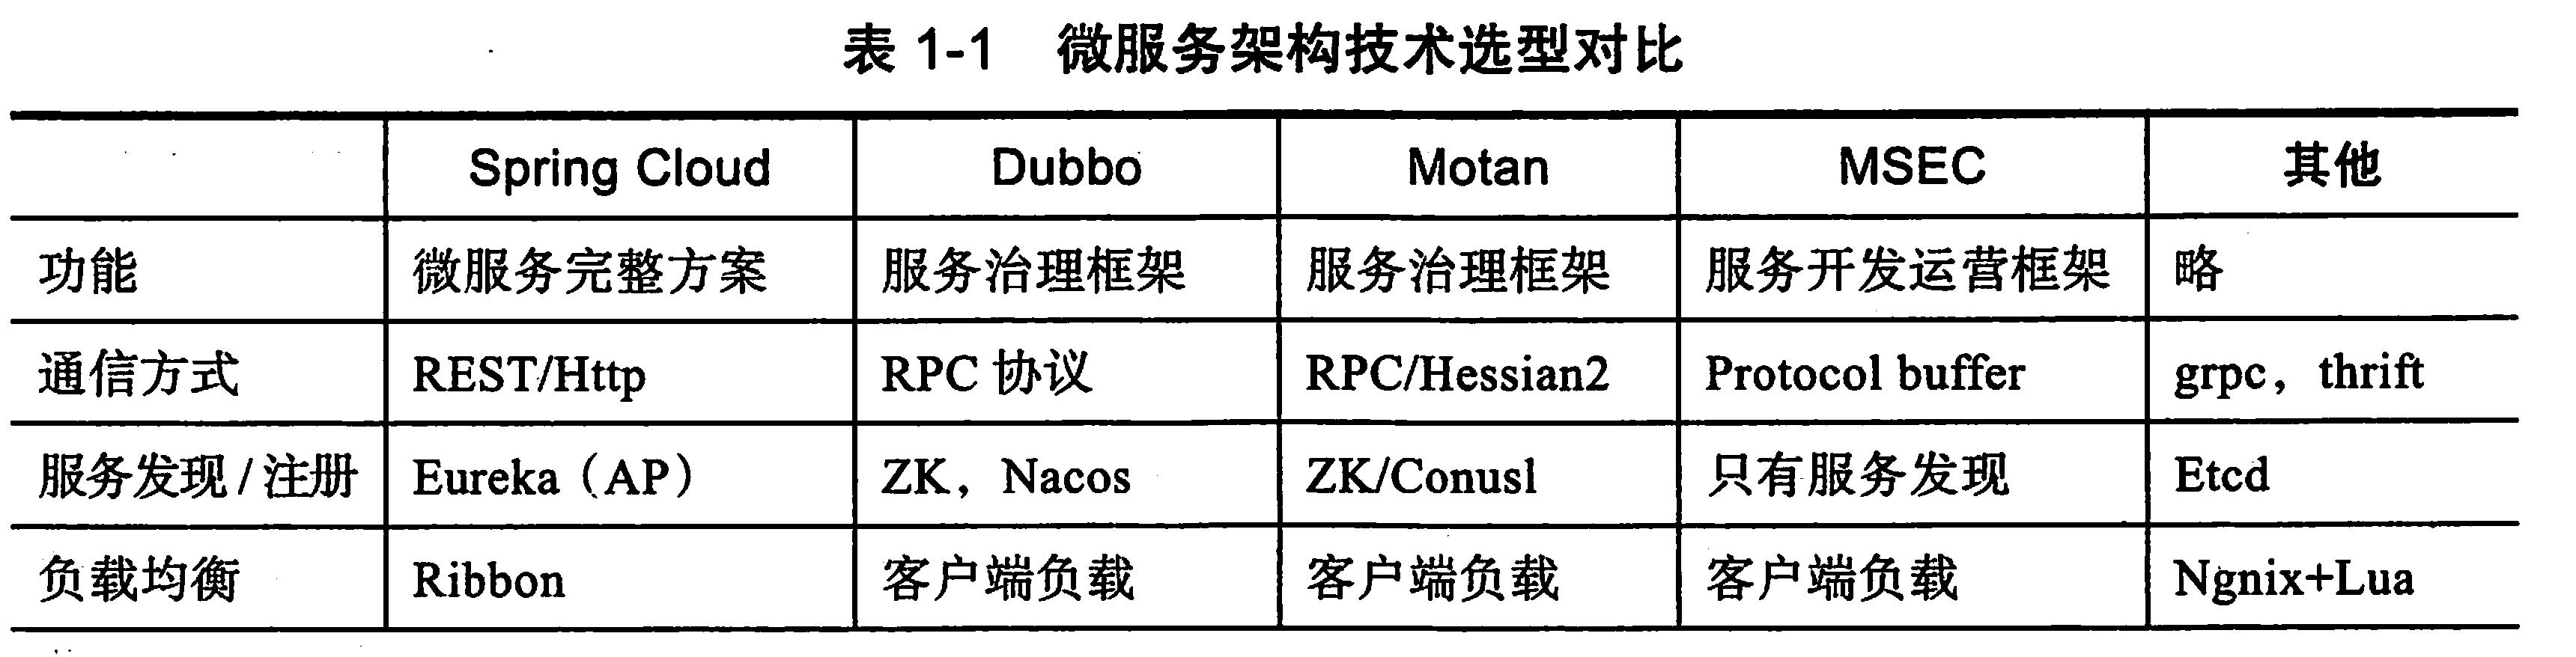 表 1-1 微服务架构技术选型对比
Spring Cloud Dubbo Motan MSEC 其他
功能 微服务完整方案 服务治理框架 服务治理框架 服务开发运营框架 略
通信方式 REST/Http RPC 协议 RPC/Hessian2 Protocol buffer grpc，thrift
服务发现 / 注册 Eureka（AP） ZK，Nacos ZK/Conusl 只有服务发现 Etcd
负载均衡 Ribbon 客户端负载 客户端负载 客户端负载 Ngnix+Lua